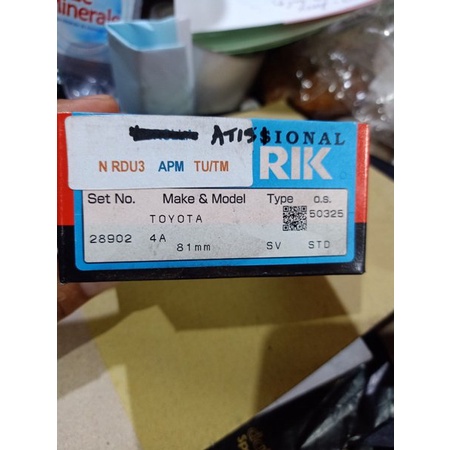 Minerals
ATIS$IONAL
N RDU3 APM TU/TM
RIK
Set No. Make & Model Type O.S.
TOYOTA 50325
28902 4A
81mm SV STD